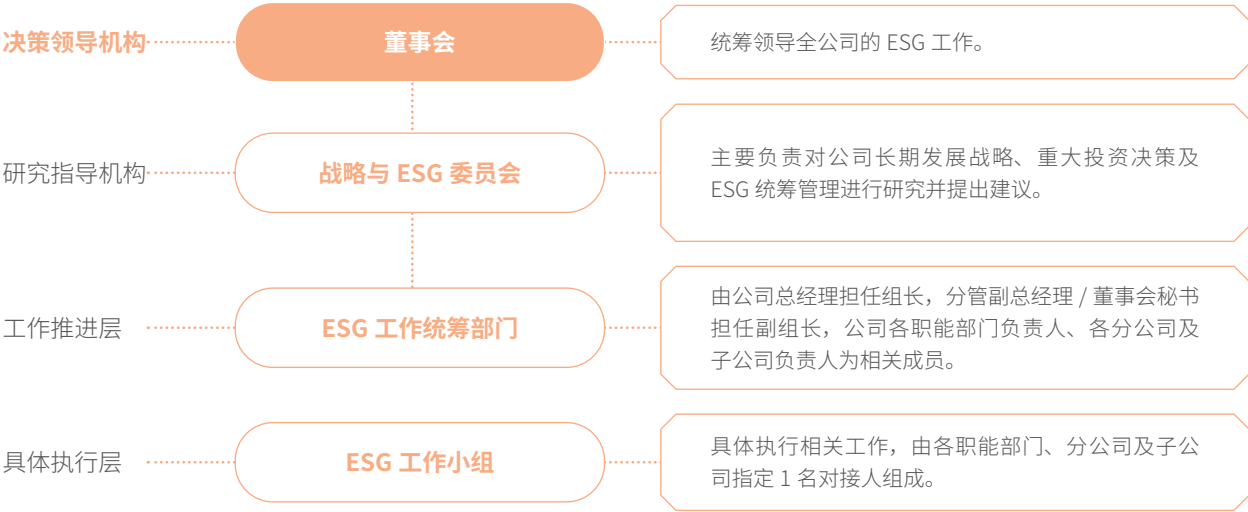 决策领导机构
董事会
统筹领导全公司的 ESG 工作。
研究指导机构
战略与 ESG 委员会
主要负责对公司长期发展战略、重大投资决策及
ESG 统筹管理进行研究并提出建议。
工作推进层
ESG 工作统筹部门
由公司总经理担任组长，分管副总经理 / 董事会秘书
担任副组长，公司各职能部门负责人、各分公司及
子公司负责人为相关成员。
具体执行层
ESG 工作小组
具体执行相关工作，由各职能部门、分公司及子公
司指定 1 名对接人组成。